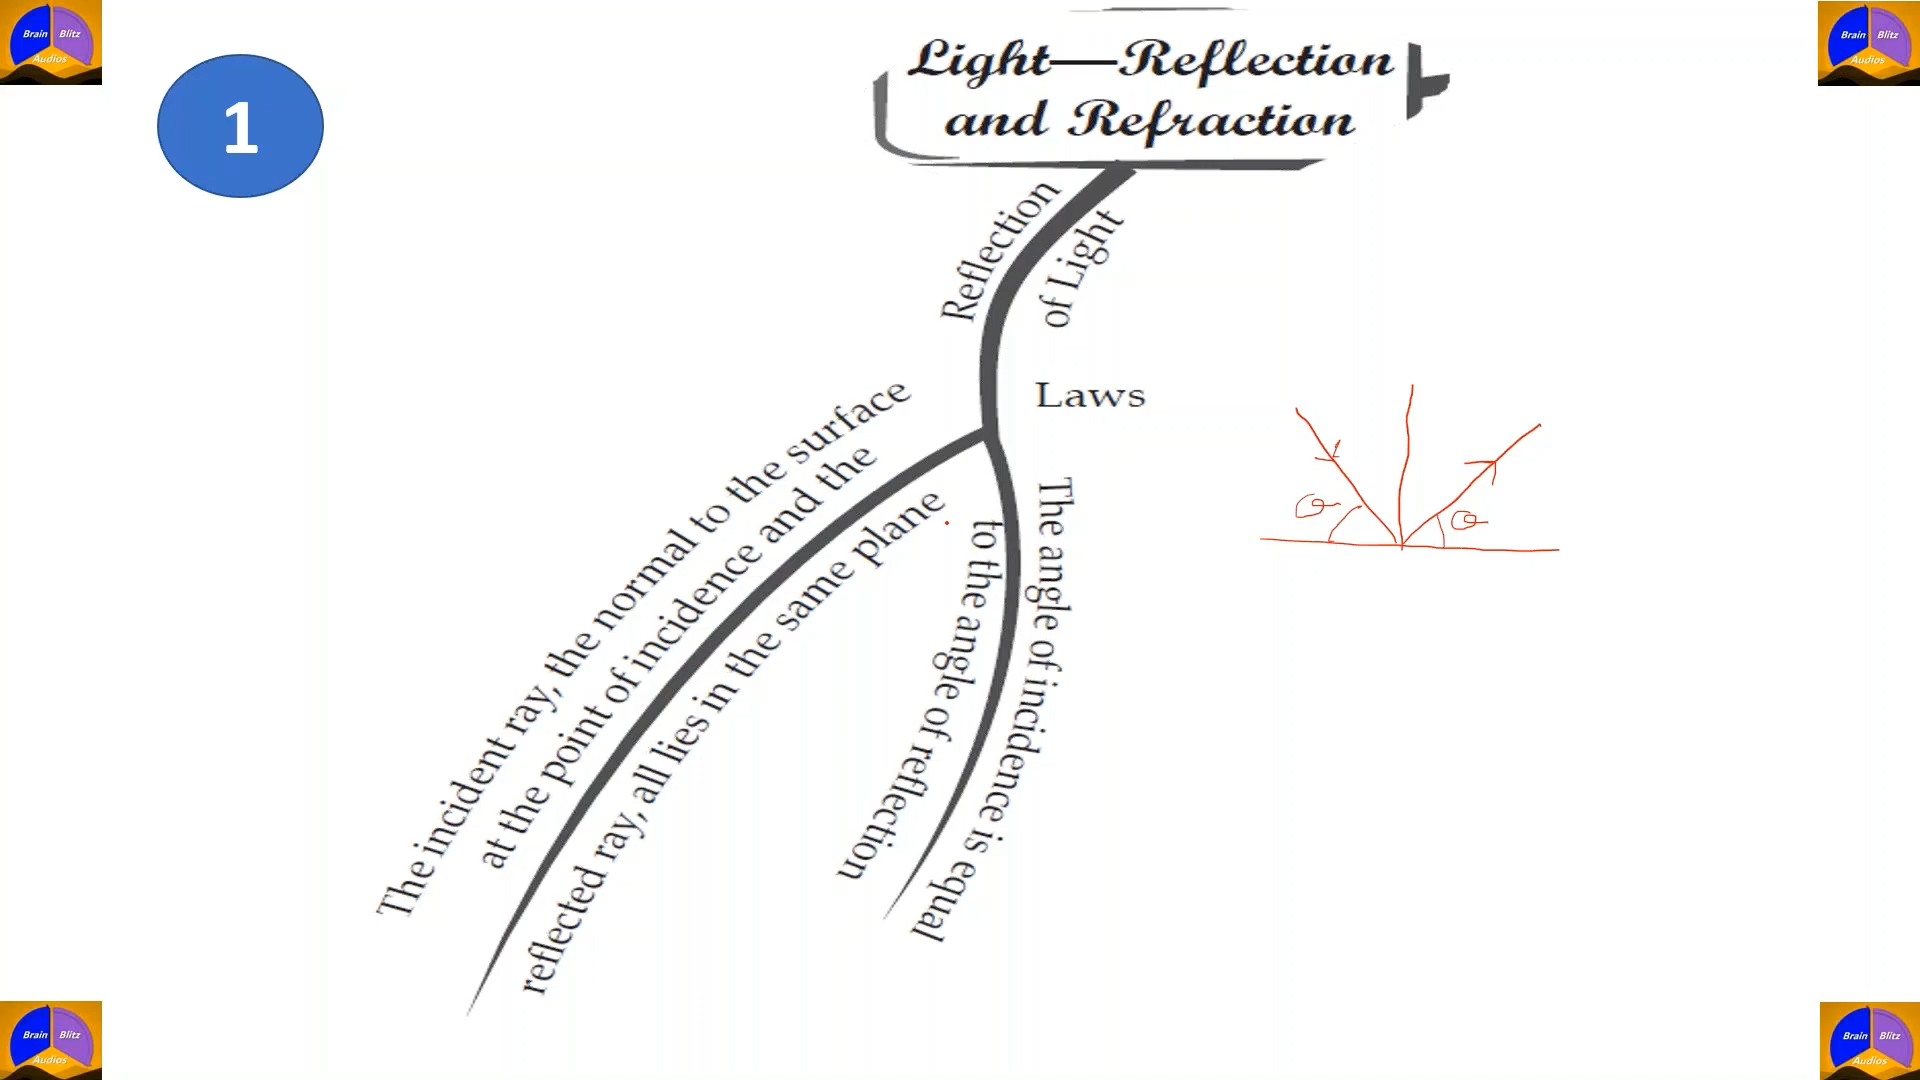 Brain Blitz
Audios
Brain Blitz
Audios
1
Light—Reflection
and Refraction
Reflection
of Light
Laws
The incident ray, the normal to the surface
at the point of incidence and the
reflected ray, all lies in the same plane
The angle of incidence is equal
to the angle of reflection
θ
θ
Brain Blitz
Audios
Brain Blitz
Audios